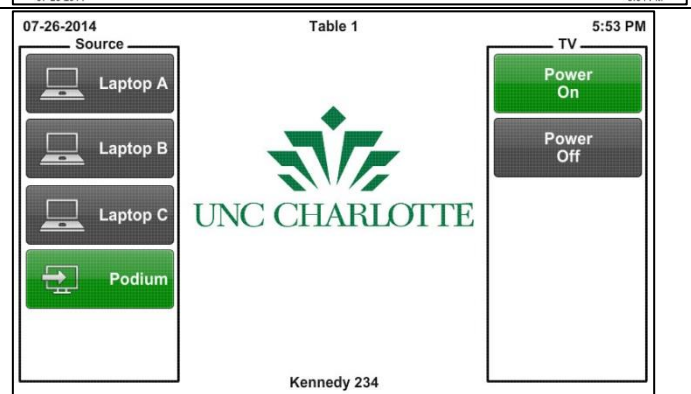 07-26-2014 Table 1 5:53 PM
Source
TV
Laptop A
Power
On
Laptop B
Power
Off
Laptop C
UNC CHARLOTTE
Podium
Kennedy 234